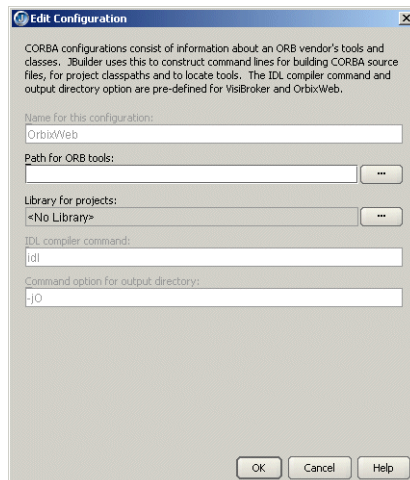 Edit Configuration
CORBA configurations consist of information about an ORB vendor's tools and
classes. JBuilder uses this to construct command lines for building CORBA source
files, for project classpaths and to locate tools. The IDL compiler command and
output directory option are pre-defined for VisiBroker and OrbixWeb.
Name for this configuration:
OrbixWeb
Path for ORB tools:
...
Library for projects:
<No Library>
...
IDL compiler command:
idl
Command option for output directory:
-jO
OK Cancel Help